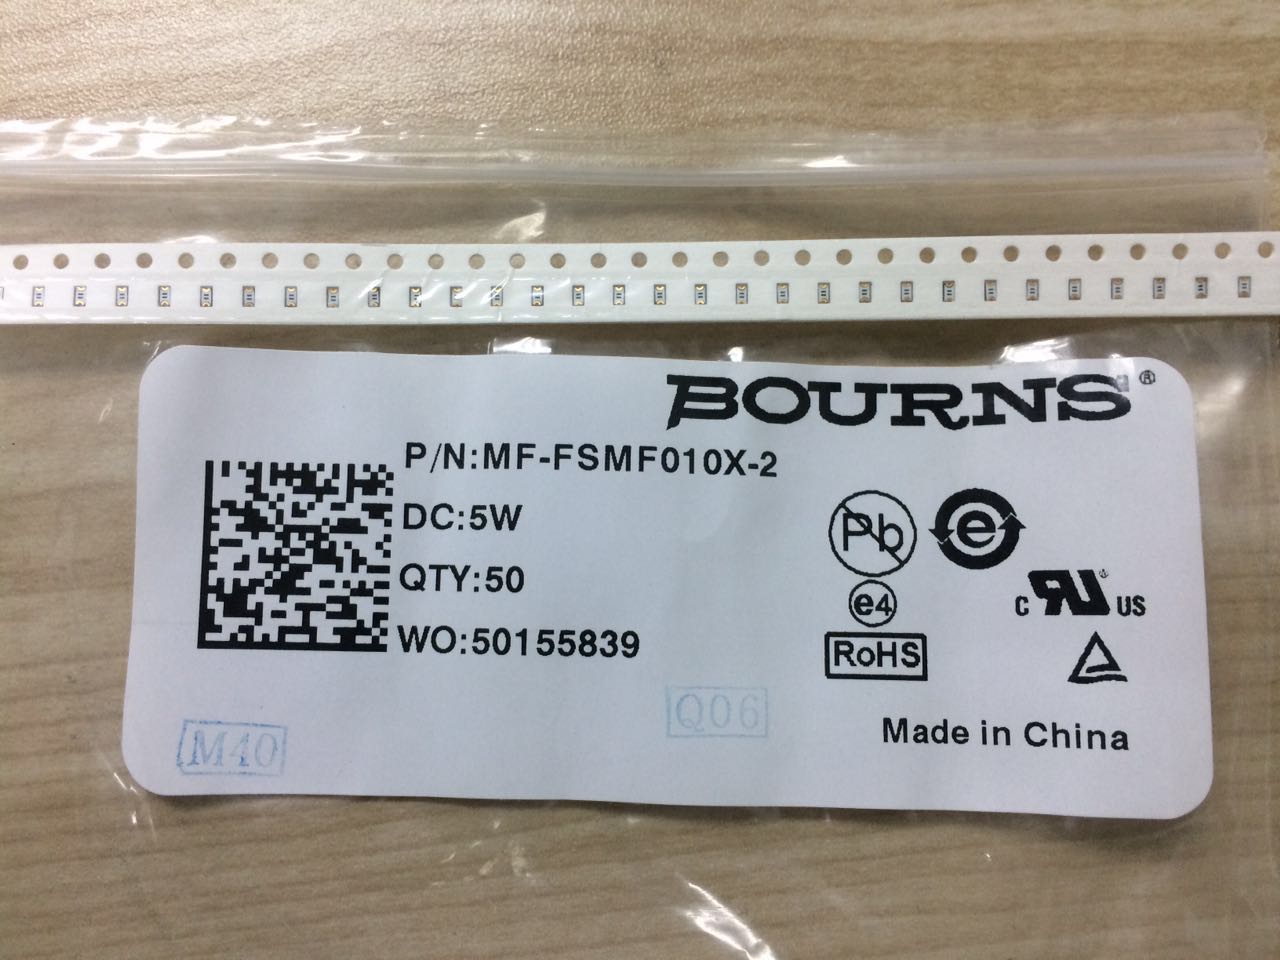 BOURNS®
P/N:MF-FSMF010X-2
DC:5W
QTY:50
WO:50155839
Pb
e
e4
RoHS
C RU® US
Made in China
M40
Q06